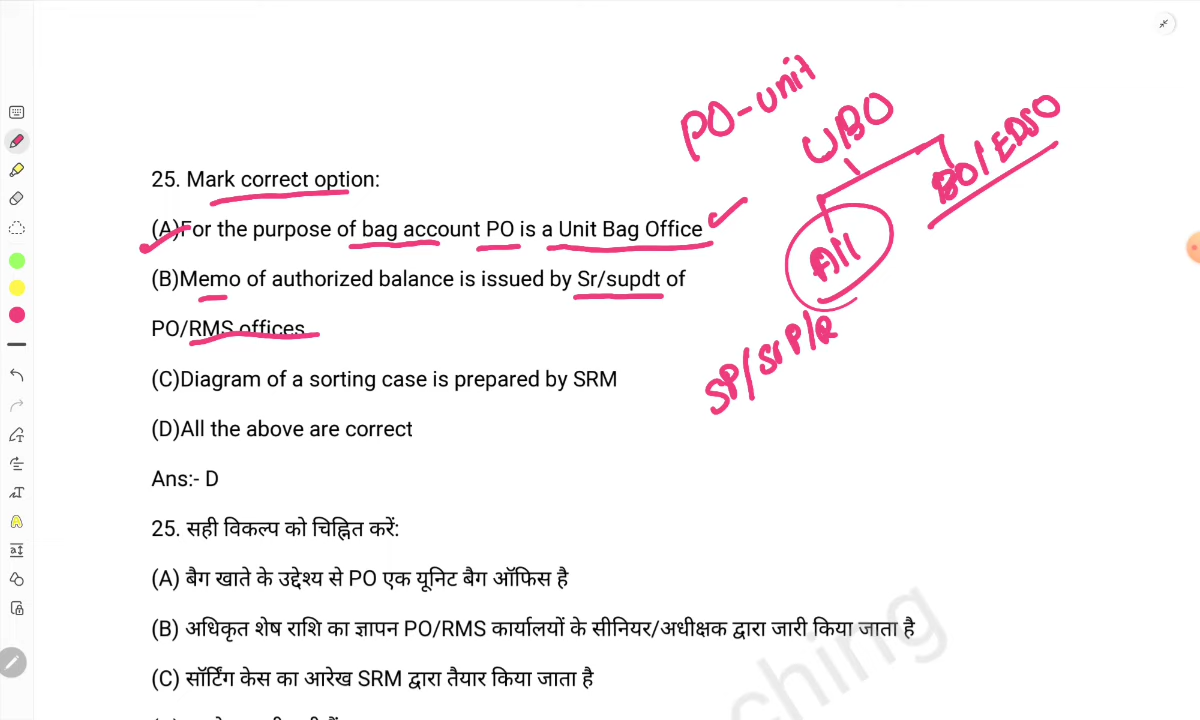 PO-unit
UBO
BO/EDSO
25. Mark correct option:
(A)For the purpose of bag account PO is a Unit Bag Office
All
(B)Memo of authorized balance is issued by Sr/supdt of
PO/RMS offices
SP/SrP/R
(C)Diagram of a sorting case is prepared by SRM
(D)All the above are correct
Ans:- D
25. सही विकल्प को चिह्नित करें:
(A) बैग खाते के उद्देश्य से PO एक यूनिट बैग ऑफिस है
(B) अधिकृत शेष राशि का ज्ञापन PO/RMS कार्यालयों के सीनियर/अधीक्षक द्वारा जारी किया जाता है
(C) सॉर्टिंग केस का आरेख SRM द्वारा तैयार किया जाता है
ching